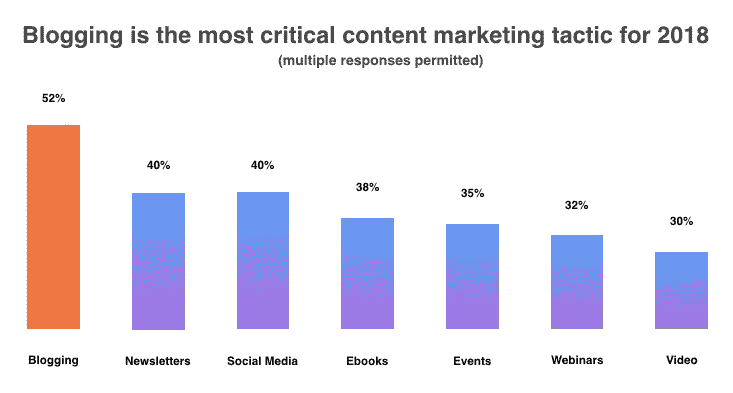 Blogging is the most critical content marketing tactic for 2018
(multiple responses permitted)
52%
40%
40%
38%
35%
32%
30%
Blogging
Newsletters
Social Media
Ebooks
Events
Webinars
Video